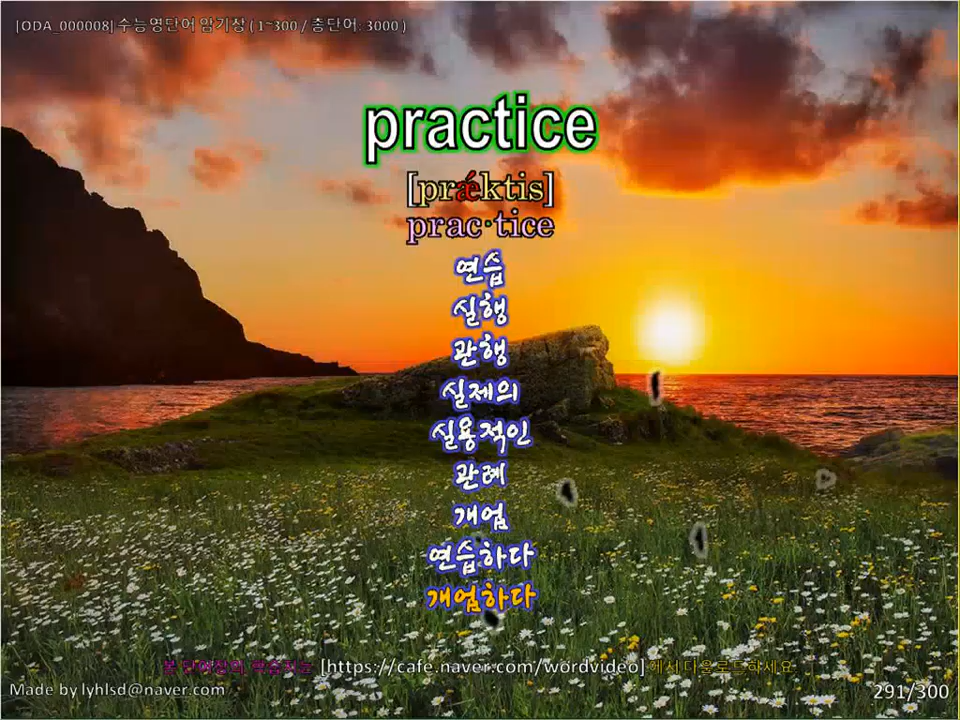 [ODA_000008] 수능영단어 암기장 ( 1~300 / 총단어: 3000 )
practice
[prǽktis]
prac·tice
연습
실행
관행
실제의
실용적인
관례
개업
연습하다
개업하다
본 단어장의 학습자료 [https://cafe.naver.com/wordvideo] 에서 다운로드하세요
Made by lyhlsd@naver.com
291/300